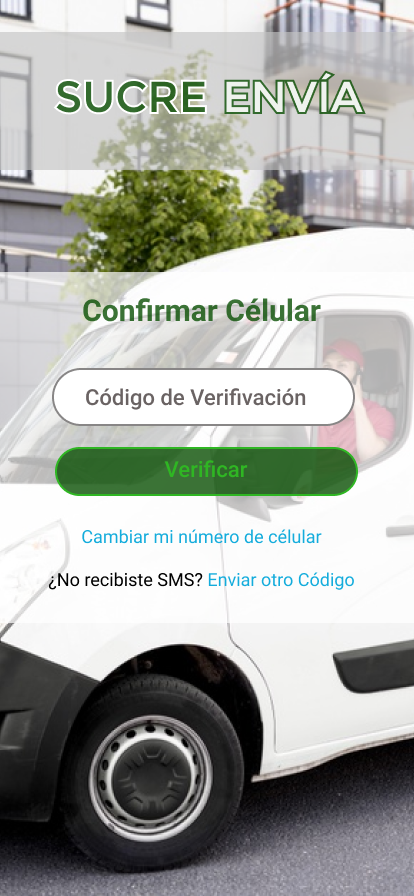 SUCRE ENVÍA
Confirmar Célular
Código de Verifivación
Verificar
Cambiar mi número de célular
¿No recibiste SMS? Enviar otro Código